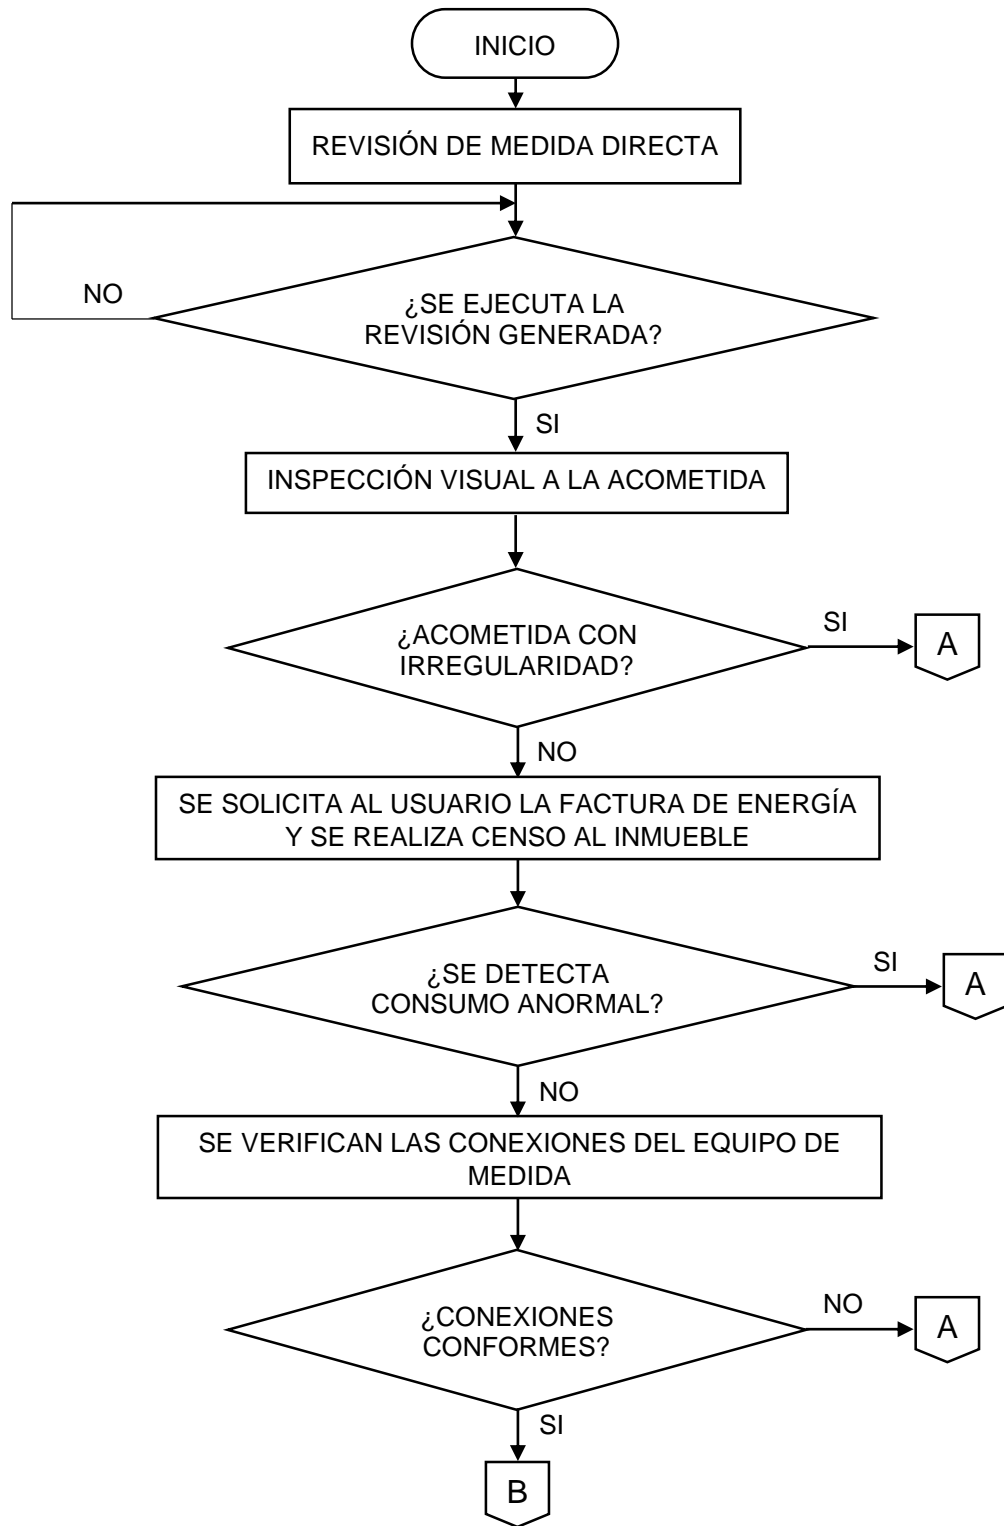 INICIO
REVISIÓN DE MEDIDA DIRECTA
NO
¿SE EJECUTA LA
REVISIÓN GENERADA?
SI
INSPECCIÓN VISUAL A LA ACOMETIDA
¿ACOMETIDA CON
IRREGULARIDAD?
SI
A
NO
SE SOLICITA AL USUARIO LA FACTURA DE ENERGÍA
Y SE REALIZA CENSO AL INMUEBLE
¿SE DETECTA
CONSUMO ANORMAL?
SI
A
NO
SE VERIFICAN LAS CONEXIONES DEL EQUIPO DE
MEDIDA
¿CONEXIONES
CONFORMES?
NO
A
SI
B